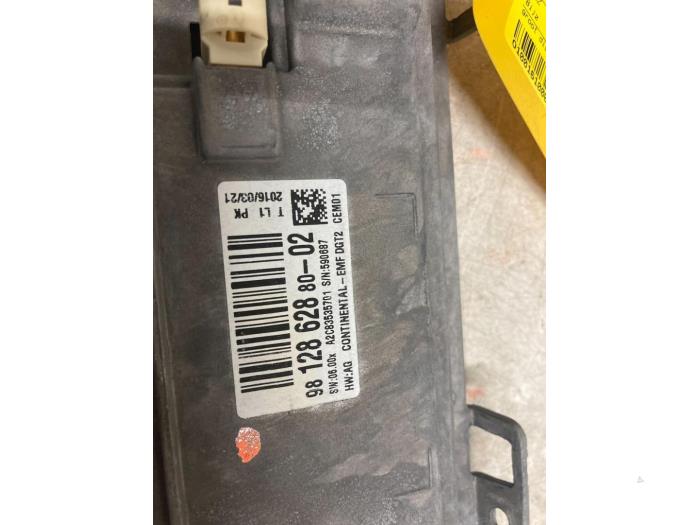 T L1 PK
2016/03/21
98 128 628 80-02
SW:06.00x A2C83535701 S/N:590687
HW:AG CONTINENTAL-EMF DGT2 CEM01